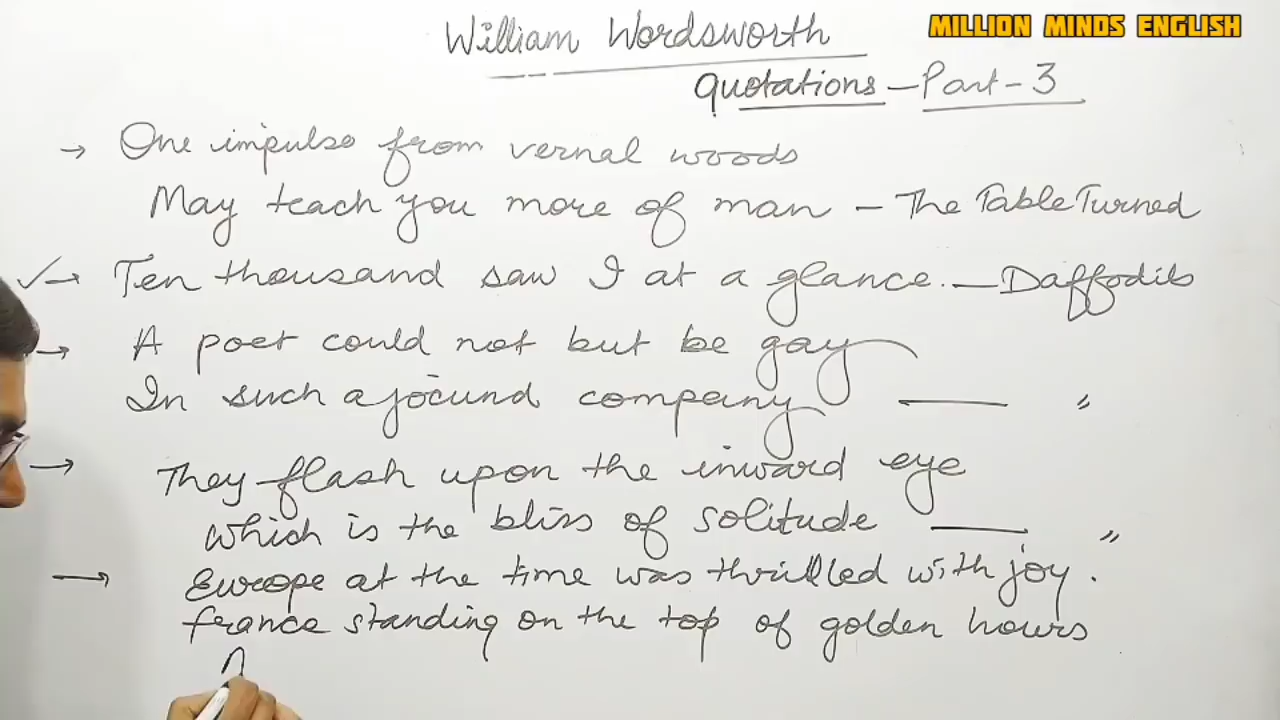 William Wordsworth
MILLION MINDS ENGLISH
Quotations - Part - 3
→ One impulse from vernal woods
May teach you more of man - The Table Turned
✓→ Ten thousand saw I at a glance. - Daffodils
→ A poet could not but be gay
In such a jocund company — "
→ They flash upon the inward eye
Which is the bliss of solitude — "
→ Europe at the time was thrilled with joy.
France standing on the top of golden hours
A